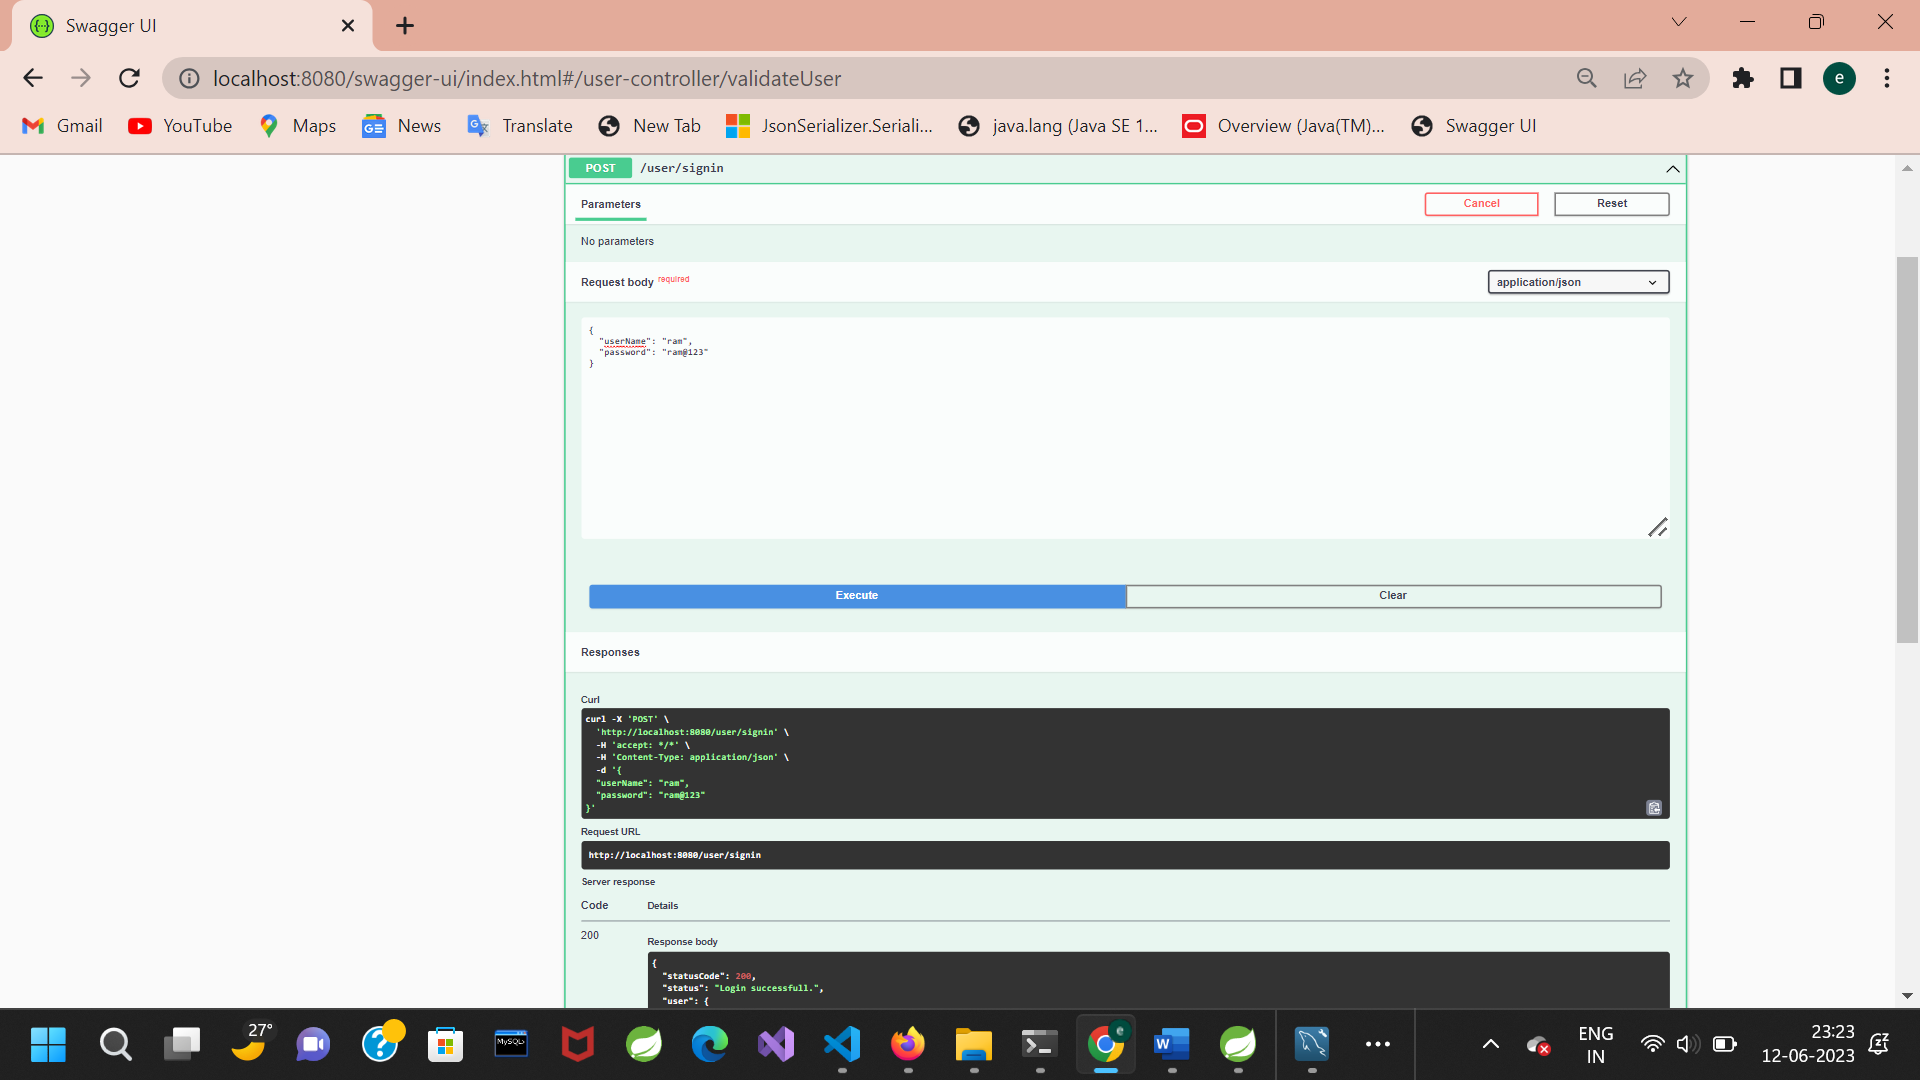 Swagger UI
localhost:8080/swagger-ui/index.html#/user-controller/validateUser
e
Gmail
YouTube
Maps
News
Translate
New Tab
JsonSerializer.Seriali...
java.lang (Java SE 1...
Overview (Java(TM)...
Swagger UI
POST /user/signin
Parameters
Cancel
Reset
No parameters
Request body required
application/json
{
"userName": "ram",
"password": "ram@123"
}
Execute
Clear
Responses
Curl
curl -X 'POST' \
'http://localhost:8080/user/signin' \
-H 'accept: */*' \
-H 'Content-Type: application/json' \
-d '{
"userName": "ram",
"password": "ram@123"
}'
Request URL
http://localhost:8080/user/signin
Server response
Code
Details
200
Response body
{
"statusCode": 200,
"status": "Login successfull.",
"user": {
27°
MySQL>
e
W
ENG
IN
23:23
12-06-2023